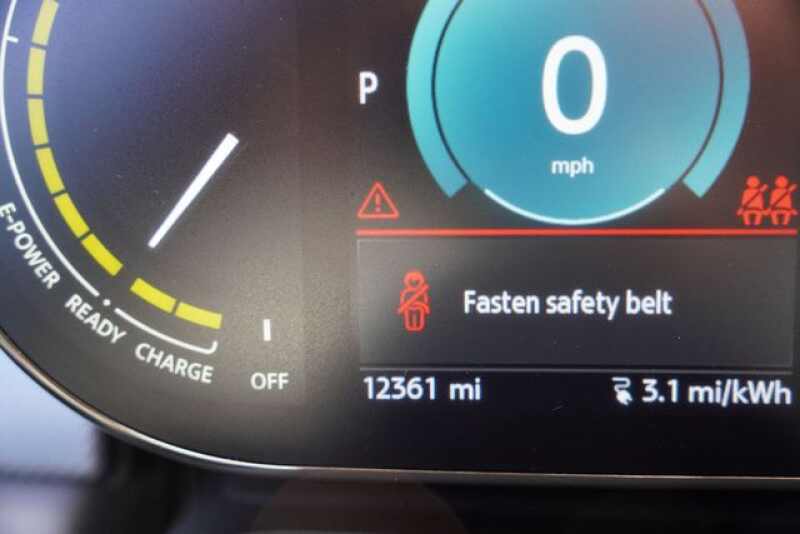 P
0
mph
Fasten safety belt
12361 mi
3.1 mi/kWh
E-POWER
READY
CHARGE
OFF